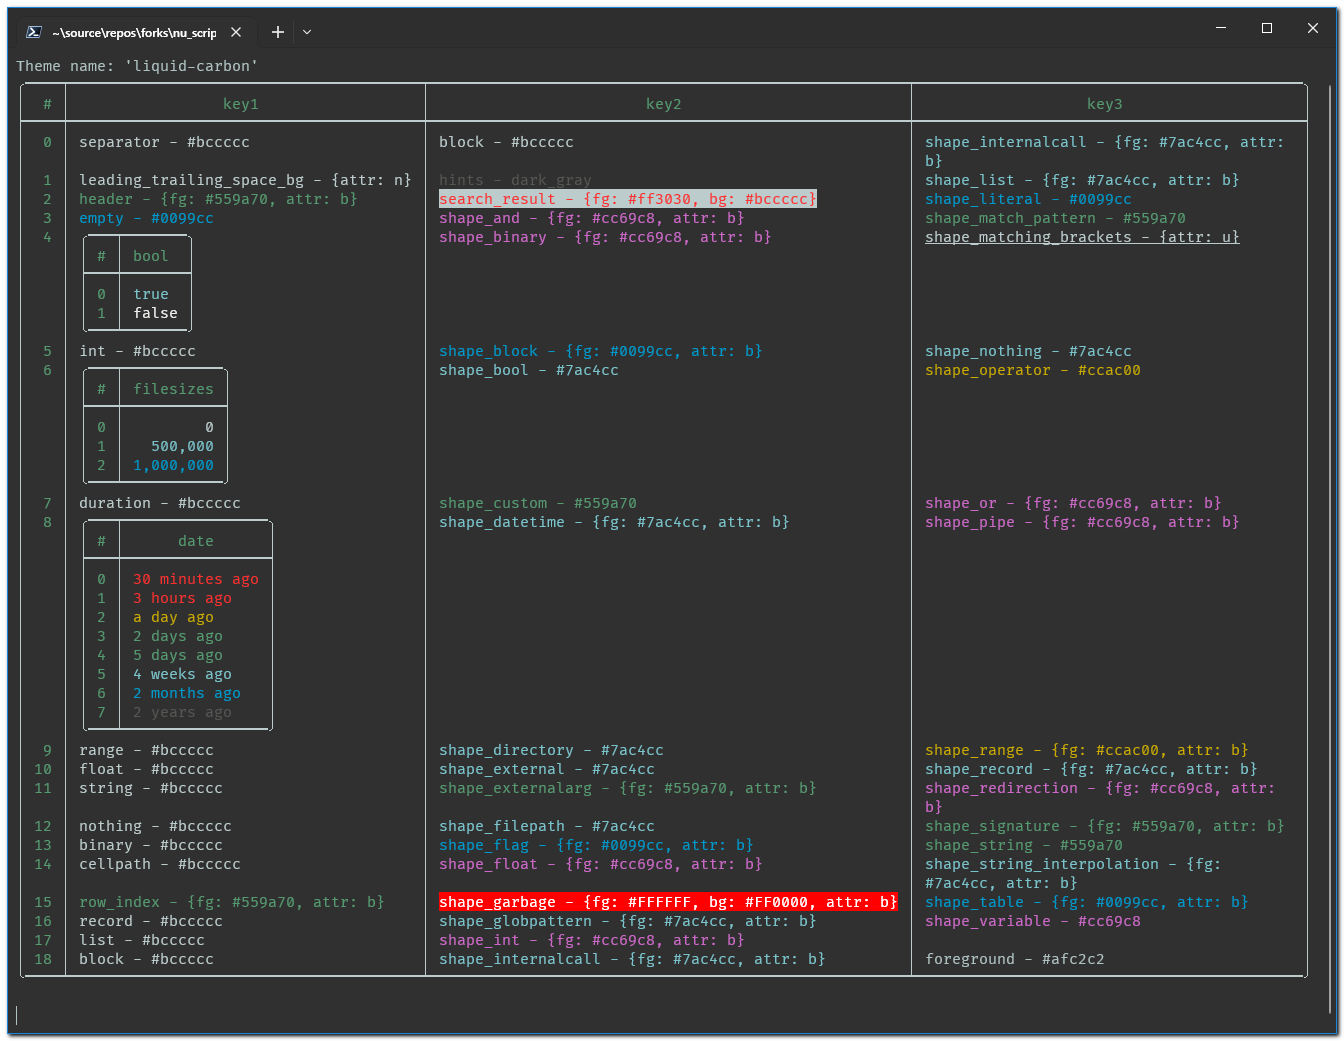 ~\source\repos\forks\nu_scrip
Theme name: 'liquid-carbon'
# key1 key2 key3
0 separator - #bccccc block - #bccccc shape_internalcall - {fg: #7ac4cc, attr:
b}
1 leading_trailing_space_bg - {attr: n} hints - dark_gray shape_list - {fg: #7ac4cc, attr: b}
2 header - {fg: #559a70, attr: b} search_result - {fg: #ff3030, bg: #bccccc} shape_literal - #0099cc
3 empty - #0099cc shape_and - {fg: #cc69c8, attr: b} shape_match_pattern - #559a70
4 shape_binary - {fg: #cc69c8, attr: b} shape_matching_brackets - {attr: u}
# bool
0 true
1 false
5 int - #bccccc shape_block - {fg: #0099cc, attr: b} shape_nothing - #7ac4cc
6 shape_bool - #7ac4cc shape_operator - #ccac00
# filesizes
0 0
1 500,000
2 1,000,000
7 duration - #bccccc shape_custom - #559a70 shape_or - {fg: #cc69c8, attr: b}
8 shape_datetime - {fg: #7ac4cc, attr: b} shape_pipe - {fg: #cc69c8, attr: b}
# date
0 30 minutes ago
1 3 hours ago
2 a day ago
3 2 days ago
4 5 days ago
5 4 weeks ago
6 2 months ago
7 2 years ago
9 range - #bccccc shape_directory - #7ac4cc shape_range - {fg: #ccac00, attr: b}
10 float - #bccccc shape_external - #7ac4cc shape_record - {fg: #7ac4cc, attr: b}
11 string - #bccccc shape_externalarg - {fg: #559a70, attr: b} shape_redirection - {fg: #cc69c8, attr:
b}
12 nothing - #bccccc shape_filepath - #7ac4cc shape_signature - {fg: #559a70, attr: b}
13 binary - #bccccc shape_flag - {fg: #0099cc, attr: b} shape_string - #559a70
14 cellpath - #bccccc shape_float - {fg: #cc69c8, attr: b} shape_string_interpolation - {fg:
#7ac4cc, attr: b}
15 row_index - {fg: #559a70, attr: b} shape_garbage - {fg: #FFFFFF, bg: #FF0000, attr: b} shape_table - {fg: #0099cc, attr: b}
16 record - #bccccc shape_globpattern - {fg: #7ac4cc, attr: b} shape_variable - #cc69c8
17 list - #bccccc shape_int - {fg: #cc69c8, attr: b}
18 block - #bccccc shape_internalcall - {fg: #7ac4cc, attr: b} foreground - #afc2c2